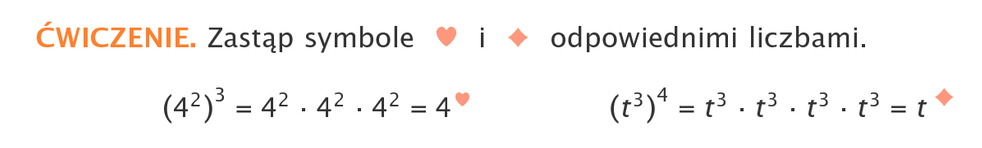 ĆWICZENIE. Zastąp symbole ♥ i ♦ odpowiednimi liczbami.
(4²)³ = 4² · 4² · 4² = 4^♥ (t³)⁴ = t³ · t³ · t³ · t³ = t^♦